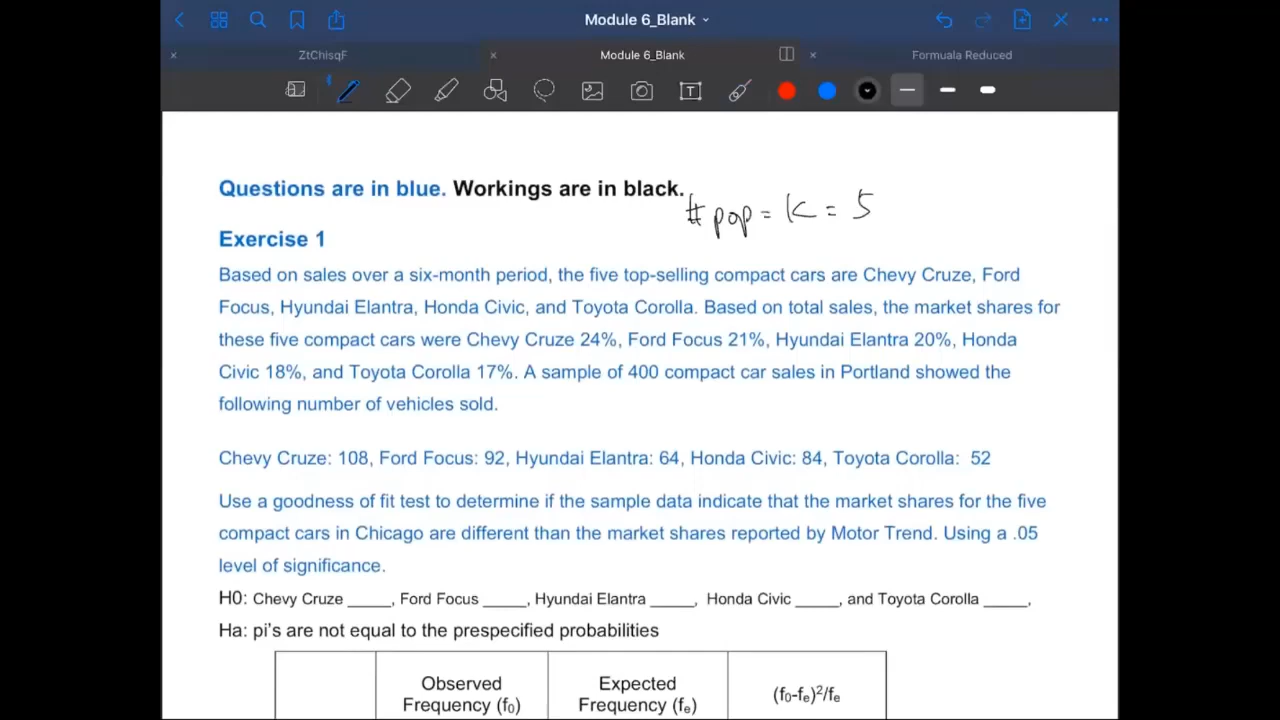 Module 6_Blank
ZtChisqF
Module 6_Blank
Formuala Reduced
Questions are in blue. Workings are in black.
# pop = K = 5
Exercise 1
Based on sales over a six-month period, the five top-selling compact cars are Chevy Cruze, Ford
Focus, Hyundai Elantra, Honda Civic, and Toyota Corolla. Based on total sales, the market shares for
these five compact cars were Chevy Cruze 24%, Ford Focus 21%, Hyundai Elantra 20%, Honda
Civic 18%, and Toyota Corolla 17%. A sample of 400 compact car sales in Portland showed the
following number of vehicles sold.
Chevy Cruze: 108, Ford Focus: 92, Hyundai Elantra: 64, Honda Civic: 84, Toyota Corolla: 52
Use a goodness of fit test to determine if the sample data indicate that the market shares for the five
compact cars in Chicago are different than the market shares reported by Motor Trend. Using a .05
level of significance.
H0: Chevy Cruze _____, Ford Focus _____, Hyundai Elantra _____, Honda Civic _____, and Toyota Corolla _____,
Ha: pi's are not equal to the prespecified probabilities
Observed
Frequency (f₀)
Expected
Frequency (fₑ)
(f₀-fₑ)²/fₑ